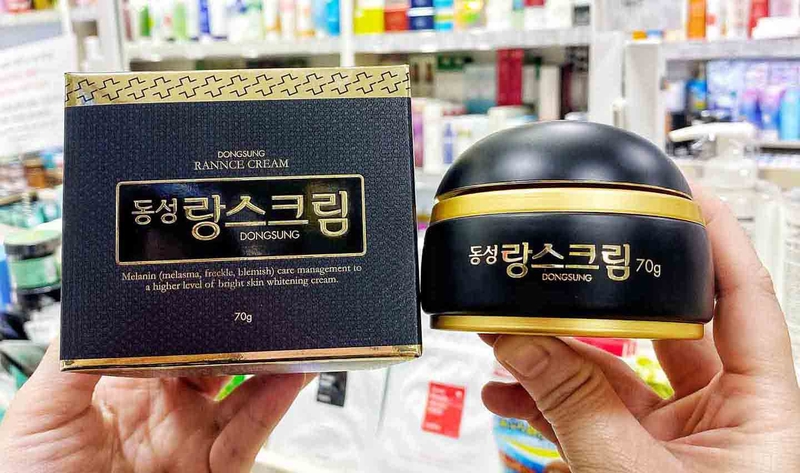 DONGSUNG
RANNCE CREAM
동성 랑스크림
DONGSUNG
Melanin (melasma, freckle, blemish) care management to
a higher level of bright skin whitening cream.
70g
동성 랑스크림 70g
DONGSUNG